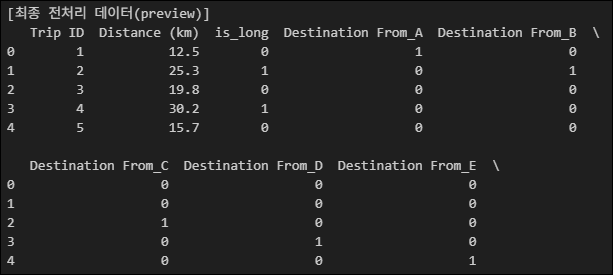 [최종 전처리 데이터(preview)]
   Trip ID  Distance (km)  is_long  Destination From_A  Destination From_B  \
0        1           12.5        0                   1                   0
1        2           25.3        1                   0                   1
2        3           19.8        0                   0                   0
3        4           30.2        1                   0                   0
4        5           15.7        0                   0                   0
   Destination From_C  Destination From_D  Destination From_E  \
0                   0                   0                   0
1                   0                   0                   0
2                   1                   0                   0
3                   0                   1                   0
4                   0                   0                   1